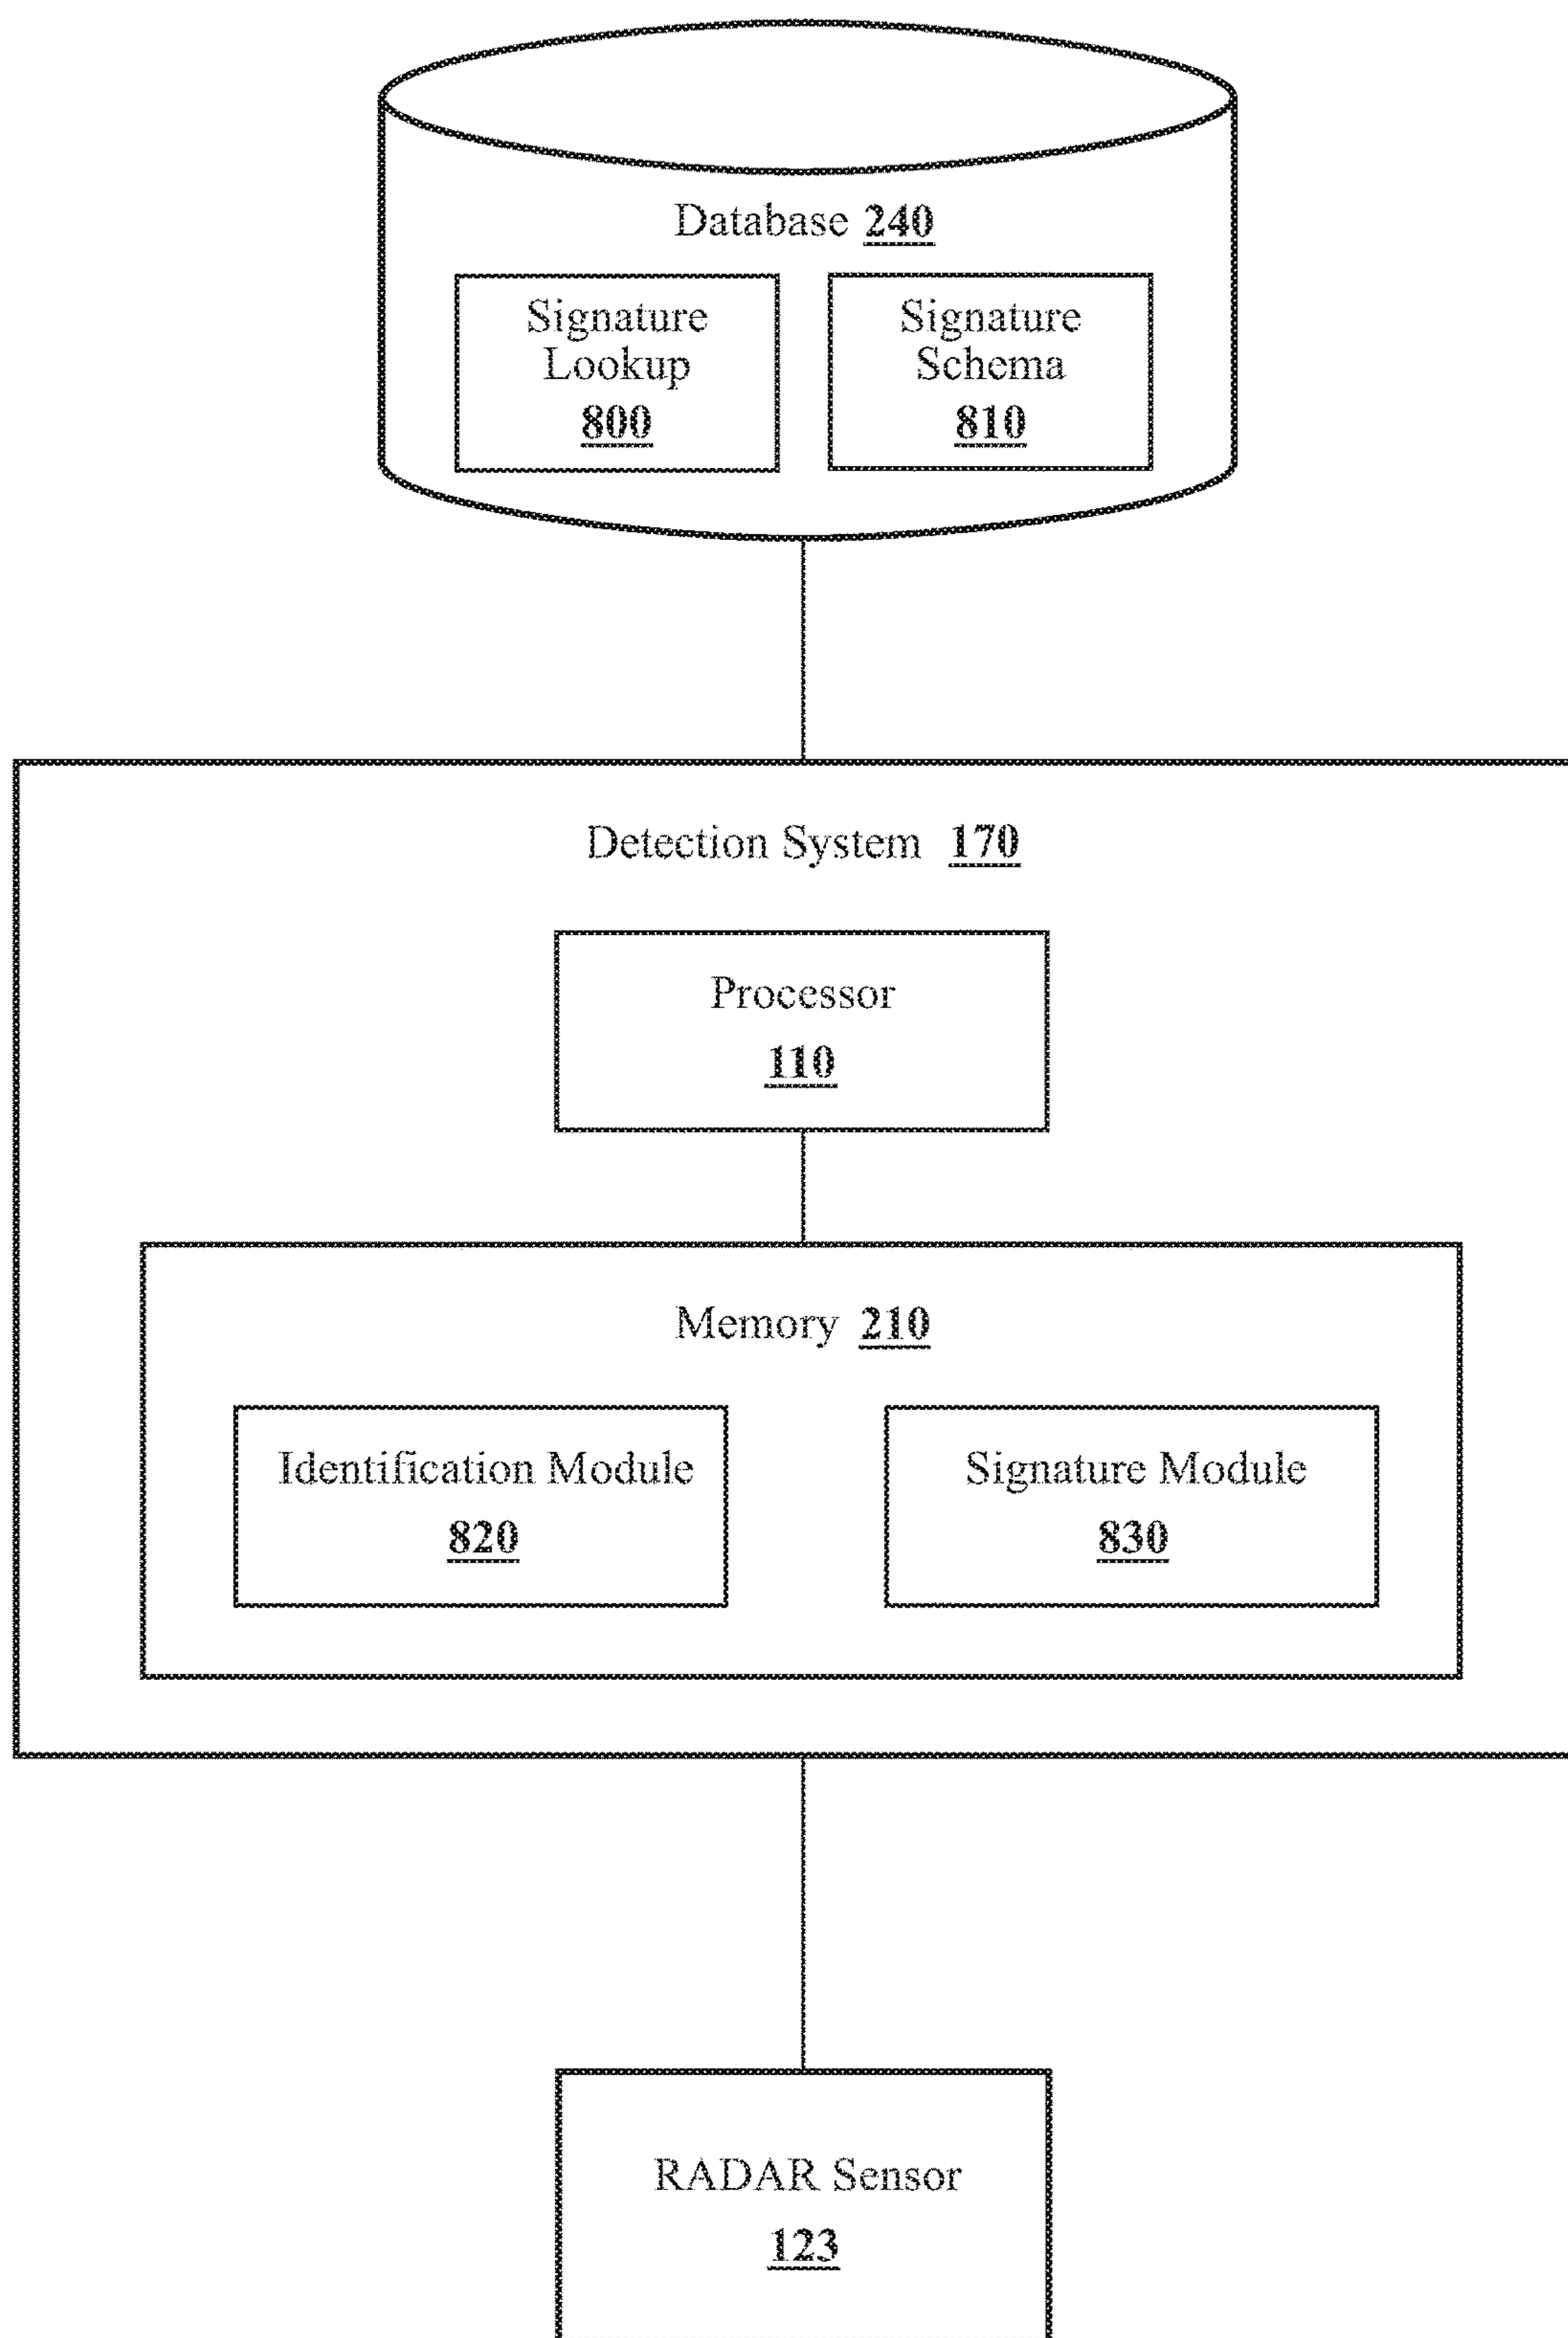 Database 240
Signature
Lookup
800
Signature
Schema
810
Detection System 170
Processor
110
Memory 210
Identification Module
820
Signature Module
830
RADAR Sensor
123